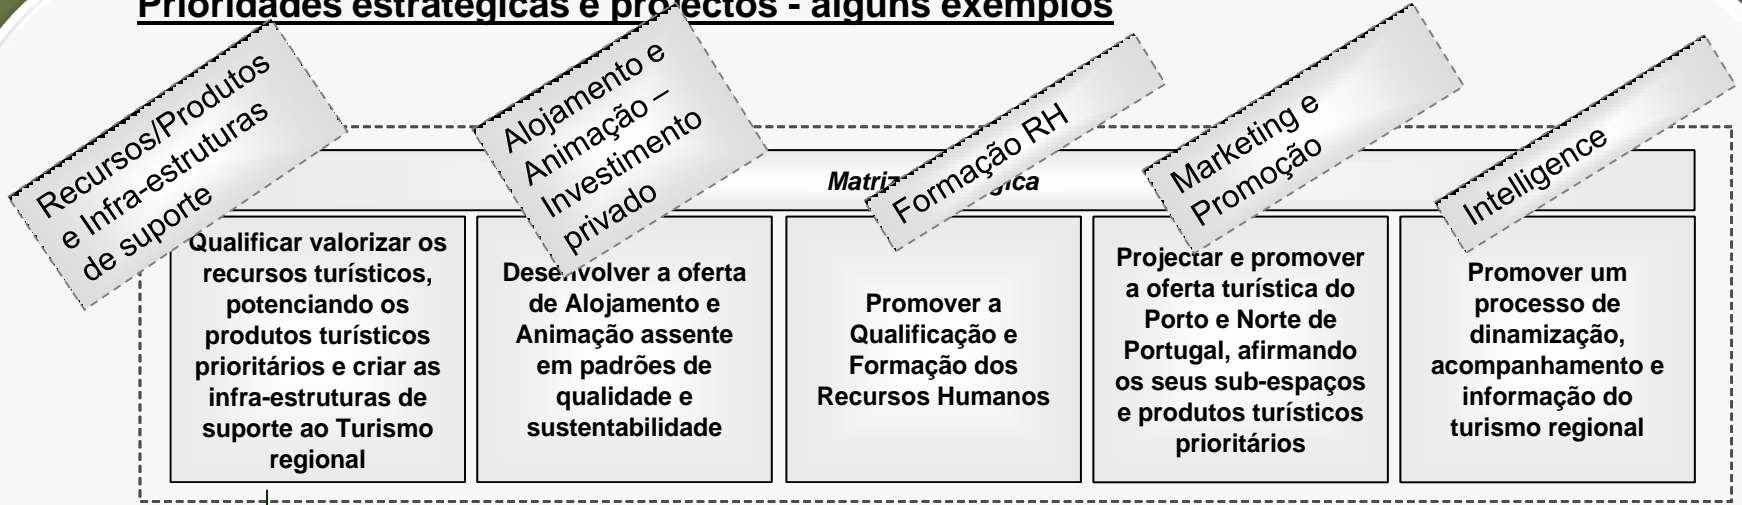 Prioridades estratégicas e projectos - alguns exemplos
Recursos/Produtos
e Infra-estruturas
de suporte
Alojamento e
Animação –
Investimento
privado
Formação RH
Marketing e
Promoção
Intelligence
Qualificar valorizar os
recursos turísticos,
potenciando os
produtos turísticos
prioritários e criar as
infra-estruturas de
suporte ao Turismo
regional
Desenvolver a oferta
de Alojamento e
Animação assente
em padrões de
qualidade e
sustentabilidade
Promover a
Qualificação e
Formação dos
Recursos Humanos
Projectar e promover
a oferta turística do
Porto e Norte de
Portugal, afirmando
os seus sub-espaços
e produtos turísticos
prioritários
Promover um
processo de
dinamização,
acompanhamento e
informação do
turismo regional